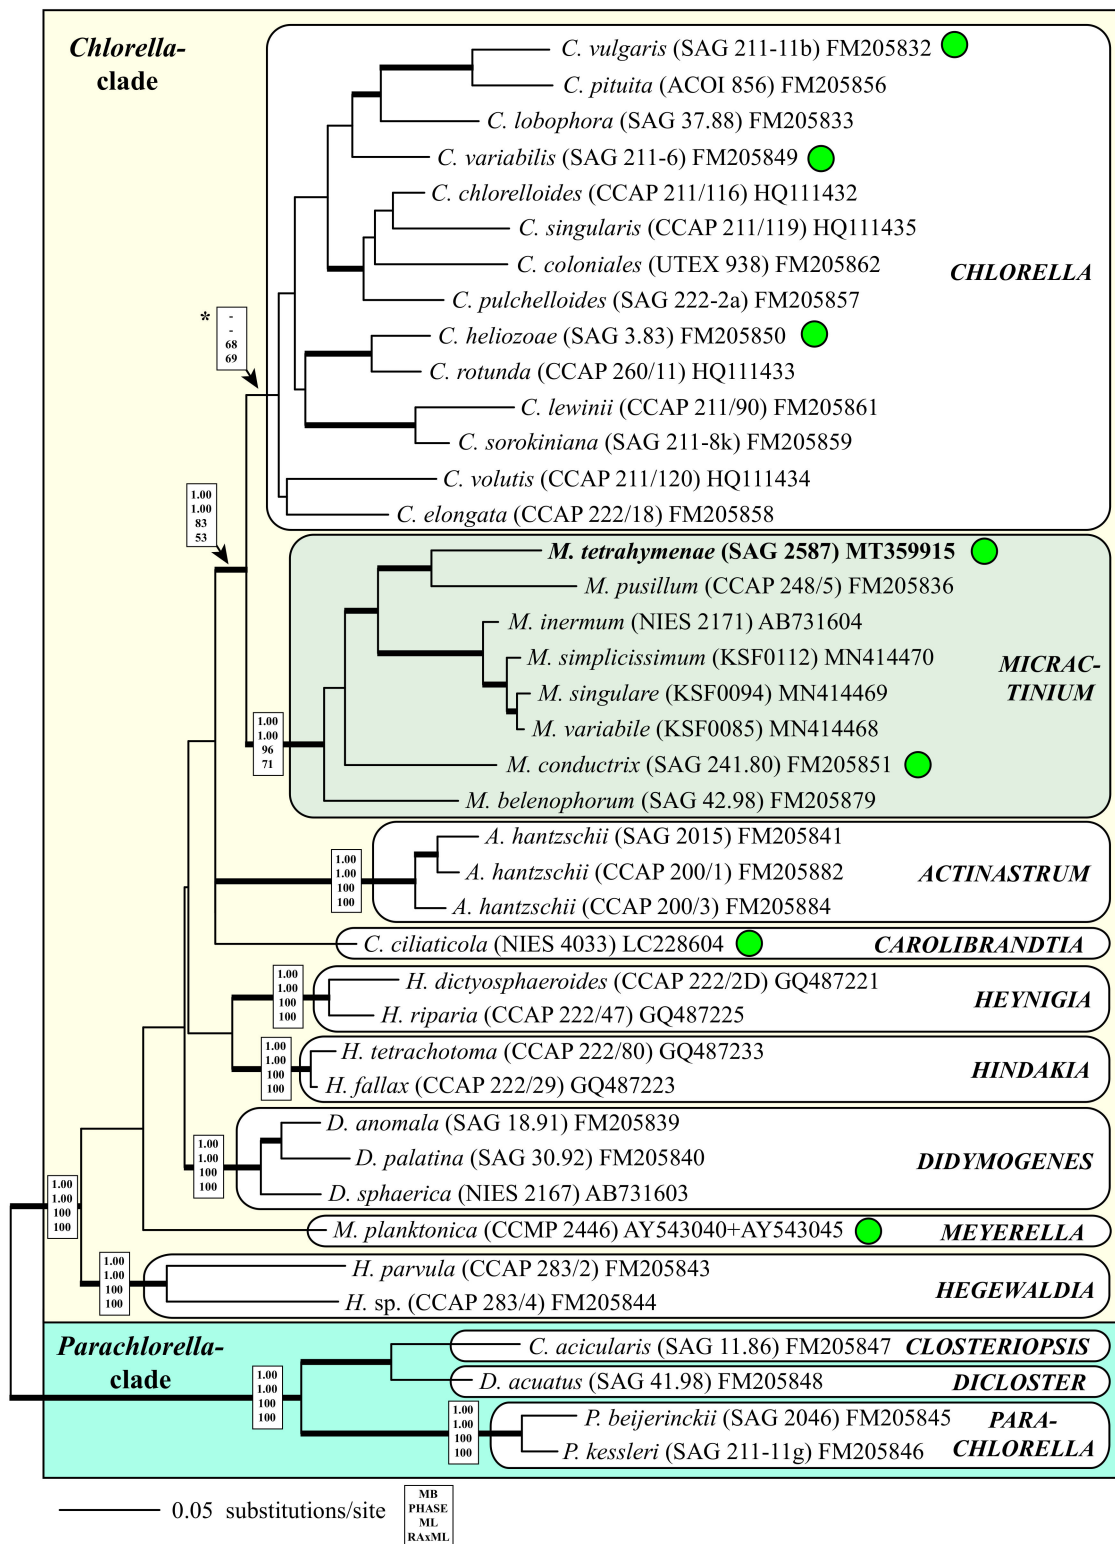 Chlorella-
clade
C. vulgaris (SAG 211-11b) FM205832
C. pituita (ACOI 856) FM205856
C. lobophora (SAG 37.88) FM205833
C. variabilis (SAG 211-6) FM205849
C. chlorelloides (CCAP 211/116) HQ111432
C. singularis (CCAP 211/119) HQ111435
C. coloniales (UTEX 938) FM205862
CHLORELLA
C. pulchelloides (SAG 222-2a) FM205857
*
-
-
68
69
C. heliozoae (SAG 3.83) FM205850
C. rotunda (CCAP 260/11) HQ111433
C. lewinii (CCAP 211/90) FM205861
C. sorokiniana (SAG 211-8k) FM205859
C. volutis (CCAP 211/120) HQ111434
C. elongata (CCAP 222/18) FM205858
1.00
1.00
83
53
M. tetrahymenae (SAG 2587) MT359915
M. pusillum (CCAP 248/5) FM205836
M. inermum (NIES 2171) AB731604
M. simplicissimum (KSF0112) MN414470
M. singulare (KSF0094) MN414469
M. variabile (KSF0085) MN414468
MICRAC-
TINIUM
1.00
1.00
96
71
M. conductrix (SAG 241.80) FM205851
M. belenophorum (SAG 42.98) FM205879
A. hantzschii (SAG 2015) FM205841
A. hantzschii (CCAP 200/1) FM205882
A. hantzschii (CCAP 200/3) FM205884
ACTINASTRUM
1.00
1.00
100
100
C. ciliaticola (NIES 4033) LC228604
CAROLIBRANDTIA
H. dictyosphaeroides (CCAP 222/2D) GQ487221
H. riparia (CCAP 222/47) GQ487225
HEYNIGIA
1.00
1.00
100
100
H. tetrachotoma (CCAP 222/80) GQ487233
H. fallax (CCAP 222/29) GQ487223
HINDAKIA
1.00
1.00
100
100
D. anomala (SAG 18.91) FM205839
D. palatina (SAG 30.92) FM205840
D. sphaerica (NIES 2167) AB731603
DIDYMOGENES
1.00
1.00
100
100
1.00
1.00
100
100
M. planktonica (CCMP 2446) AY543040+AY543045
MEYERELLA
H. parvula (CCAP 283/2) FM205843
H. sp. (CCAP 283/4) FM205844
HEGEWALDIA
1.00
1.00
100
100
Parachlorella-
clade
C. acicularis (SAG 11.86) FM205847
CLOSTERIOPSIS
D. acuatus (SAG 41.98) FM205848
DICLOSTER
1.00
1.00
100
100
P. beijerinckii (SAG 2046) FM205845
P. kessleri (SAG 211-11g) FM205846
PARA-
CHLORELLA
1.00
1.00
100
100
0.05 substitutions/site
MB
PHASE
ML
RAxML